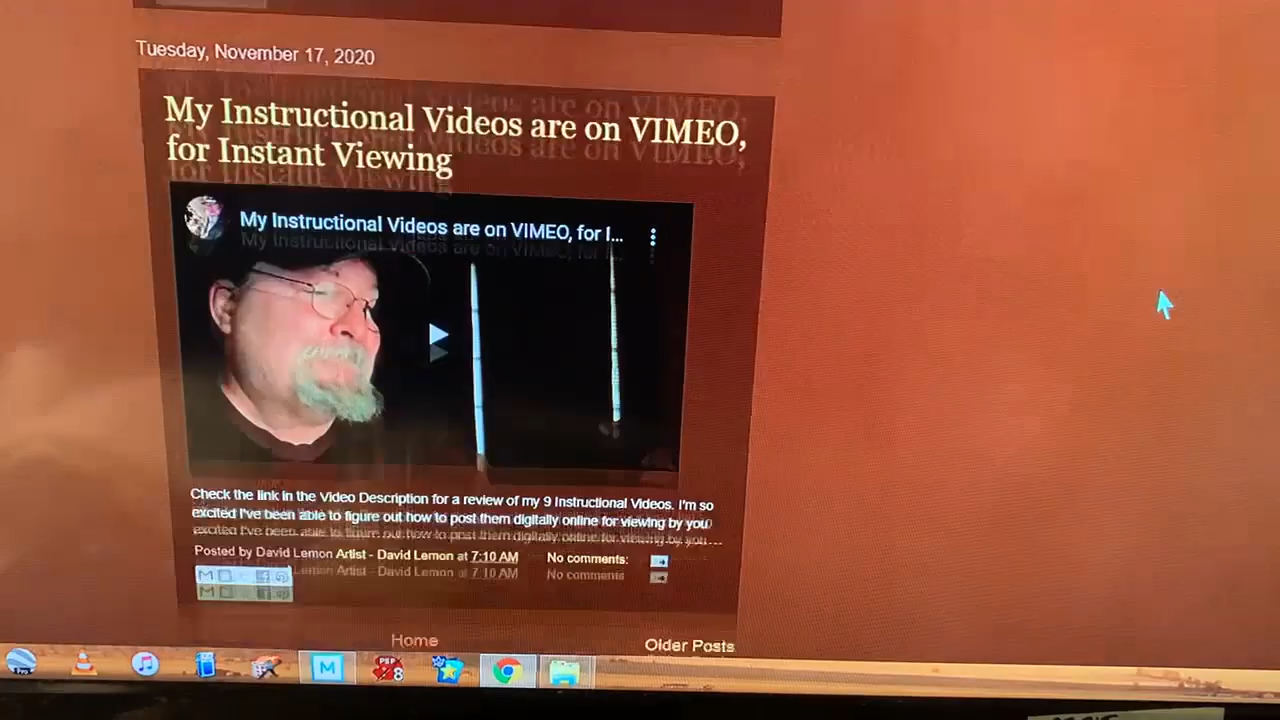 Tuesday, November 17, 2020
My Instructional Videos are on VIMEO,
for Instant Viewing
My Instructional Videos are on VIMEO, for I...
Check the link in the Video Description for a review of my 9 Instructional Videos. I'm so
excited I've been able to figure out how to post them digitally online for viewing by you
Posted by David Lemon Artist - David Lemon at 7:10 AM No comments:
Home Older Posts